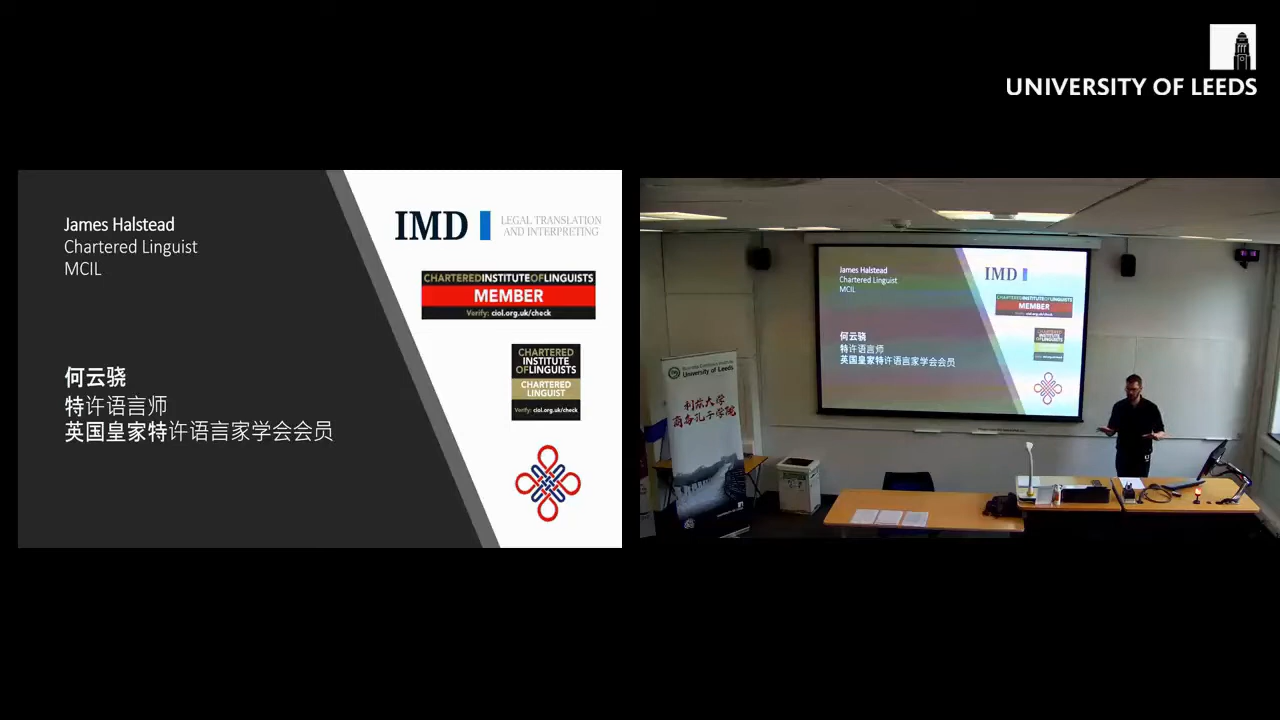 UNIVERSITY OF LEEDS
James Halstead
Chartered Linguist
MCIL
何云骁
特许语言师
英国皇家特许语言家学会会员
IMD
LEGAL TRANSLATION
AND INTERPRETING
CHARTEREDINSTITUTEOFLINGUISTS
MEMBER
Verify: ciol.org.uk/check
CHARTERED
INSTITUTE
OFLINGUISTS
CHARTERED
LINGUIST
Verify: ciol.org.uk/check
James Halstead
Chartered Linguist
MCIL
何云骁
特许语言师
英国皇家特许语言家学会会员
IMD
CHARTEREDINSTITUTEOFLINGUISTS
MEMBER
CHARTERED
INSTITUTE
OFLINGUISTS
University of Leeds
利兹大学
商务孔子学院